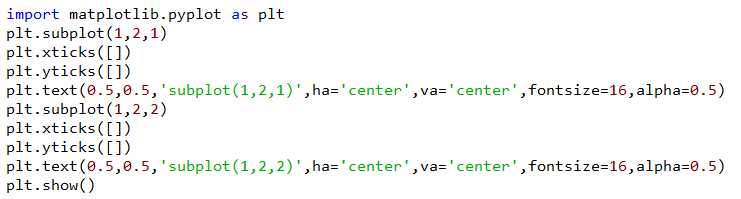 import matplotlib.pyplot as plt
plt.subplot(1,2,1)
plt.xticks([])
plt.yticks([])
plt.text(0.5,0.5,'subplot(1,2,1)',ha='center',va='center',fontsize=16,alpha=0.5)
plt.subplot(1,2,2)
plt.xticks([])
plt.yticks([])
plt.text(0.5,0.5,'subplot(1,2,2)',ha='center',va='center',fontsize=16,alpha=0.5)
plt.show()